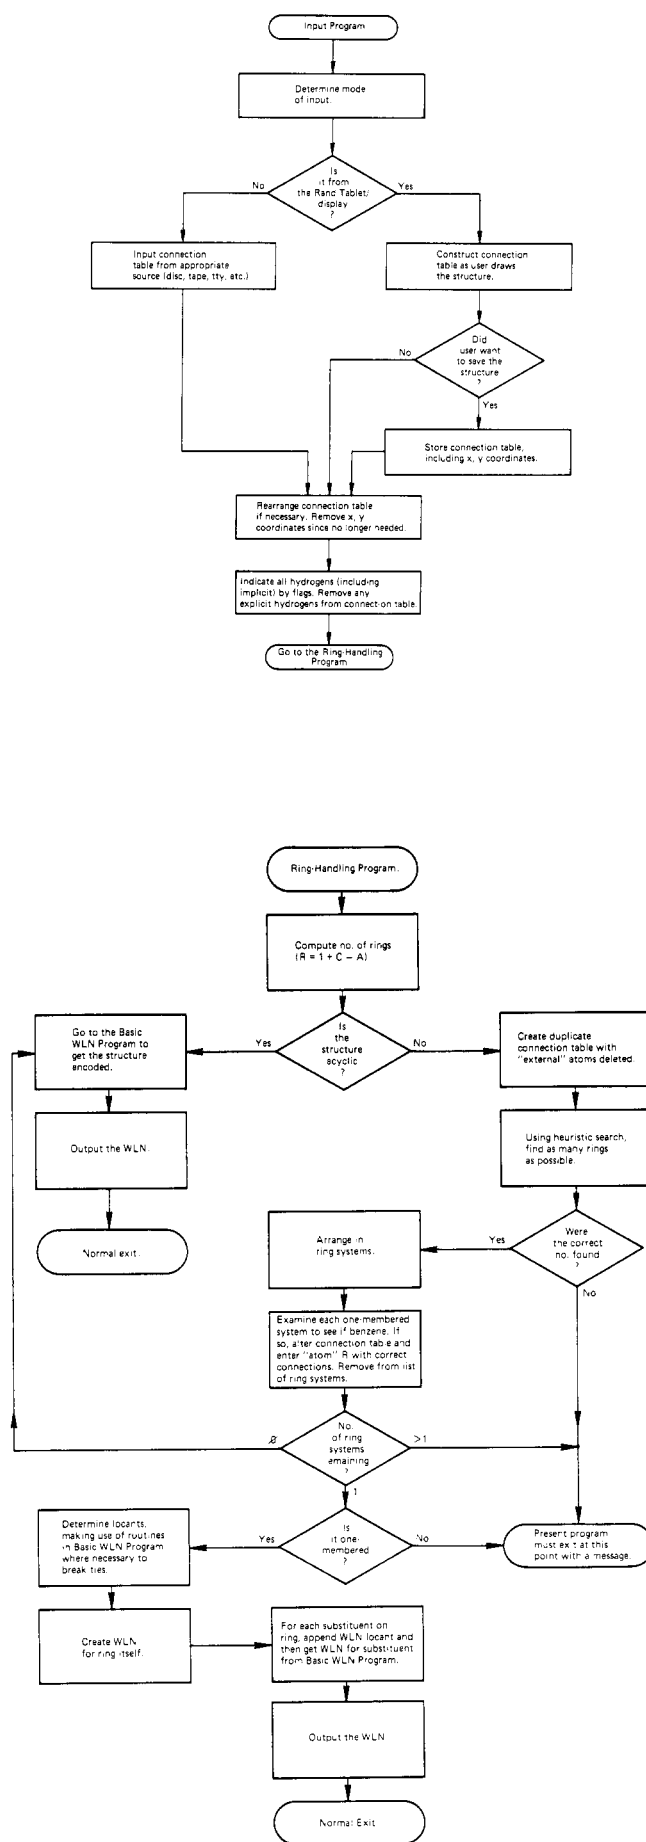 Input Program
Determine mode
of input.
Is
it from
the Rand Tablet/
display
?
No
Yes
Input connection
table from appropriate
source (disc, tape, tty, etc.)
Construct connection
table as user draws
the structure.
Did
user want
to save the
structure
?
No
Yes
Store connection table,
including x, y coordinates.
Rearrange connection table
if necessary. Remove x, y
coordinates since no longer needed.
Indicate all hydrogens (including
implicit) by flags. Remove any
explicit hydrogens from connection table.
Go to the Ring-Handling
Program
Ring-Handling Program.
Compute no. of rings
(R = 1 + C – A)
Is
the
structure
acyclic
?
Yes
No
Go to the Basic
WLN Program to
get the structure
encoded.
Create duplicate
connection table with
"external" atoms deleted.
Output the WLN.
Using heuristic search,
find as many rings
as possible.
Normal exit.
Were
the correct
no. found
?
Yes
No
Arrange in
ring systems.
Examine each one-membered
system to see if benzene. If
so, alter connection table and
enter "atom" R with correct
connections. Remove from list
of ring systems.
No.
of ring
systems
emaining
?
Ø
>1
1
Determine locants,
making use of routines
in Basic WLN Program
where necessary to
break ties.
Yes
Is
it one-
membered
?
No
Present program
must exit at this
point with a message.
Create WLN
for ring itself.
For each substituent on
ring, append WLN locant and
then get WLN for substituent
from Basic WLN Program.
Output the WLN
Normal Exit